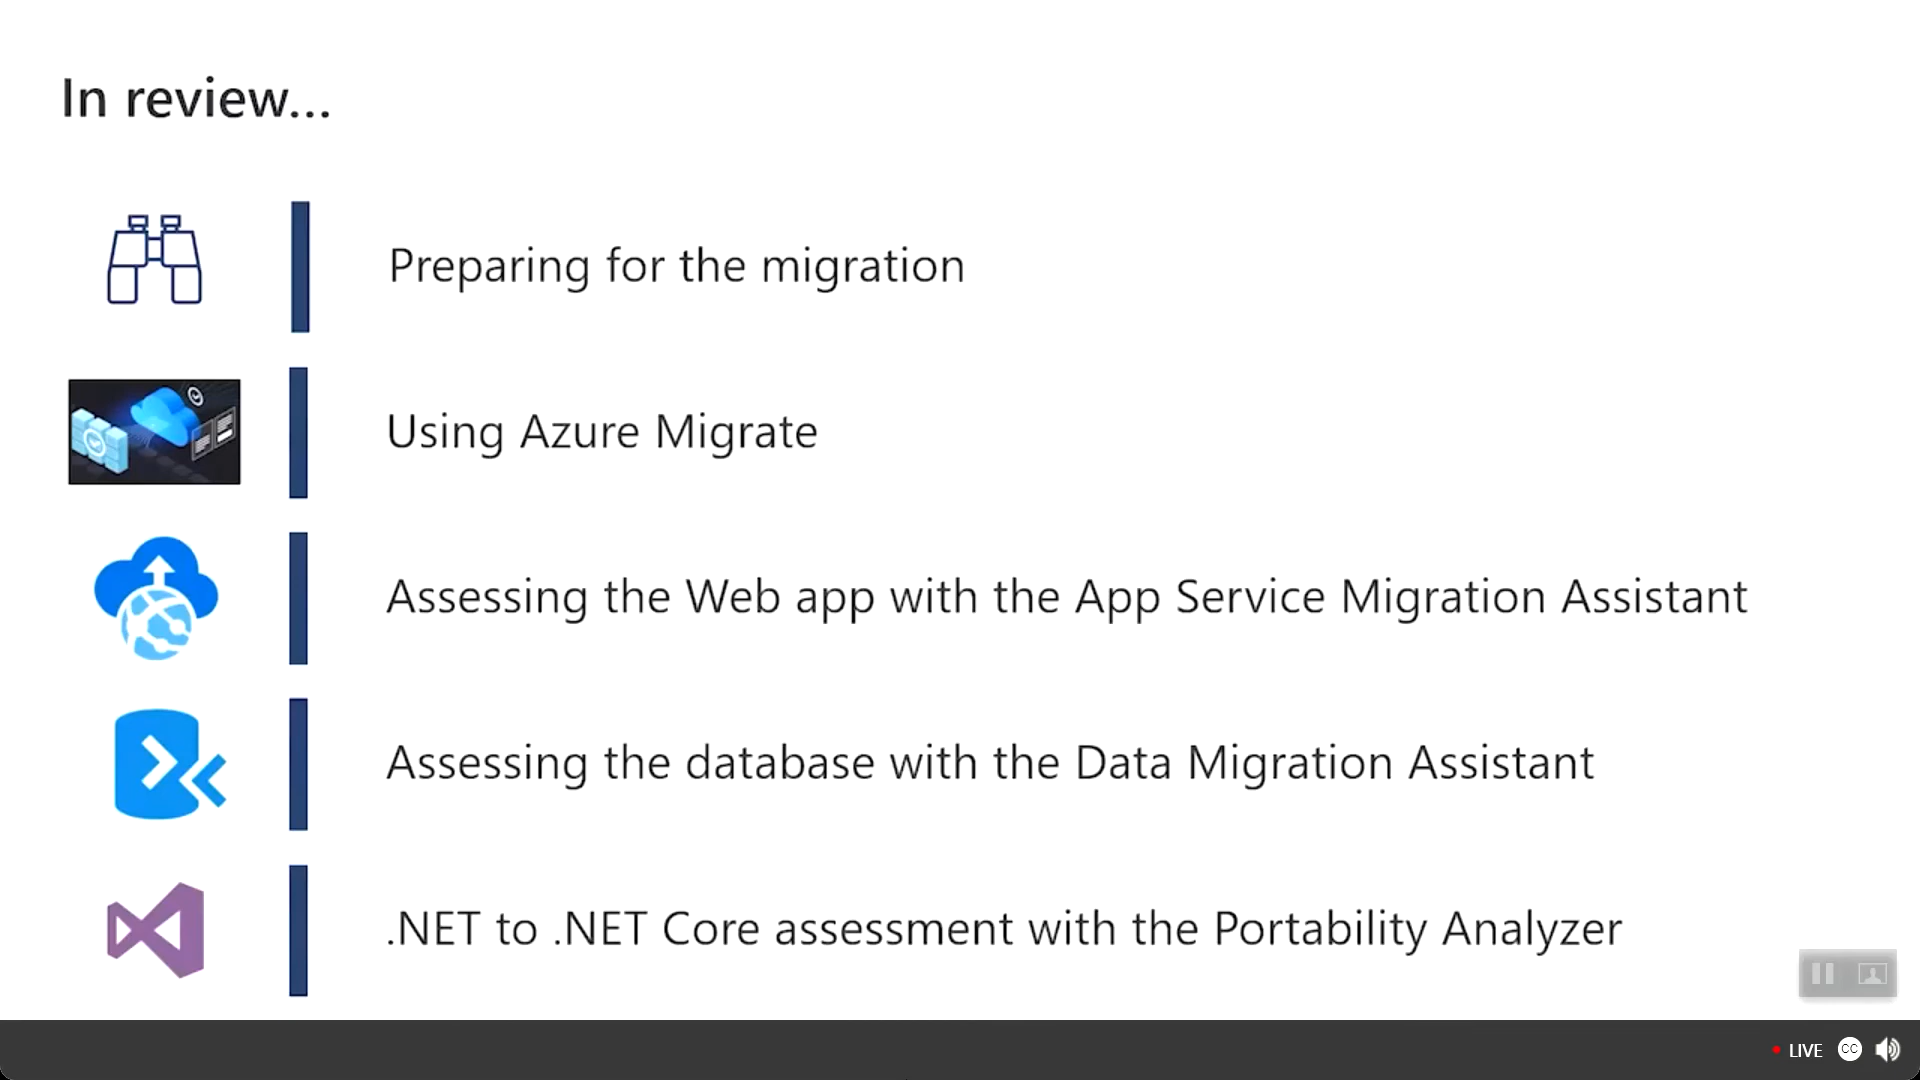 In review...
Preparing for the migration
Using Azure Migrate
Assessing the Web app with the App Service Migration Assistant
Assessing the database with the Data Migration Assistant
.NET to .NET Core assessment with the Portability Analyzer
LIVE CC